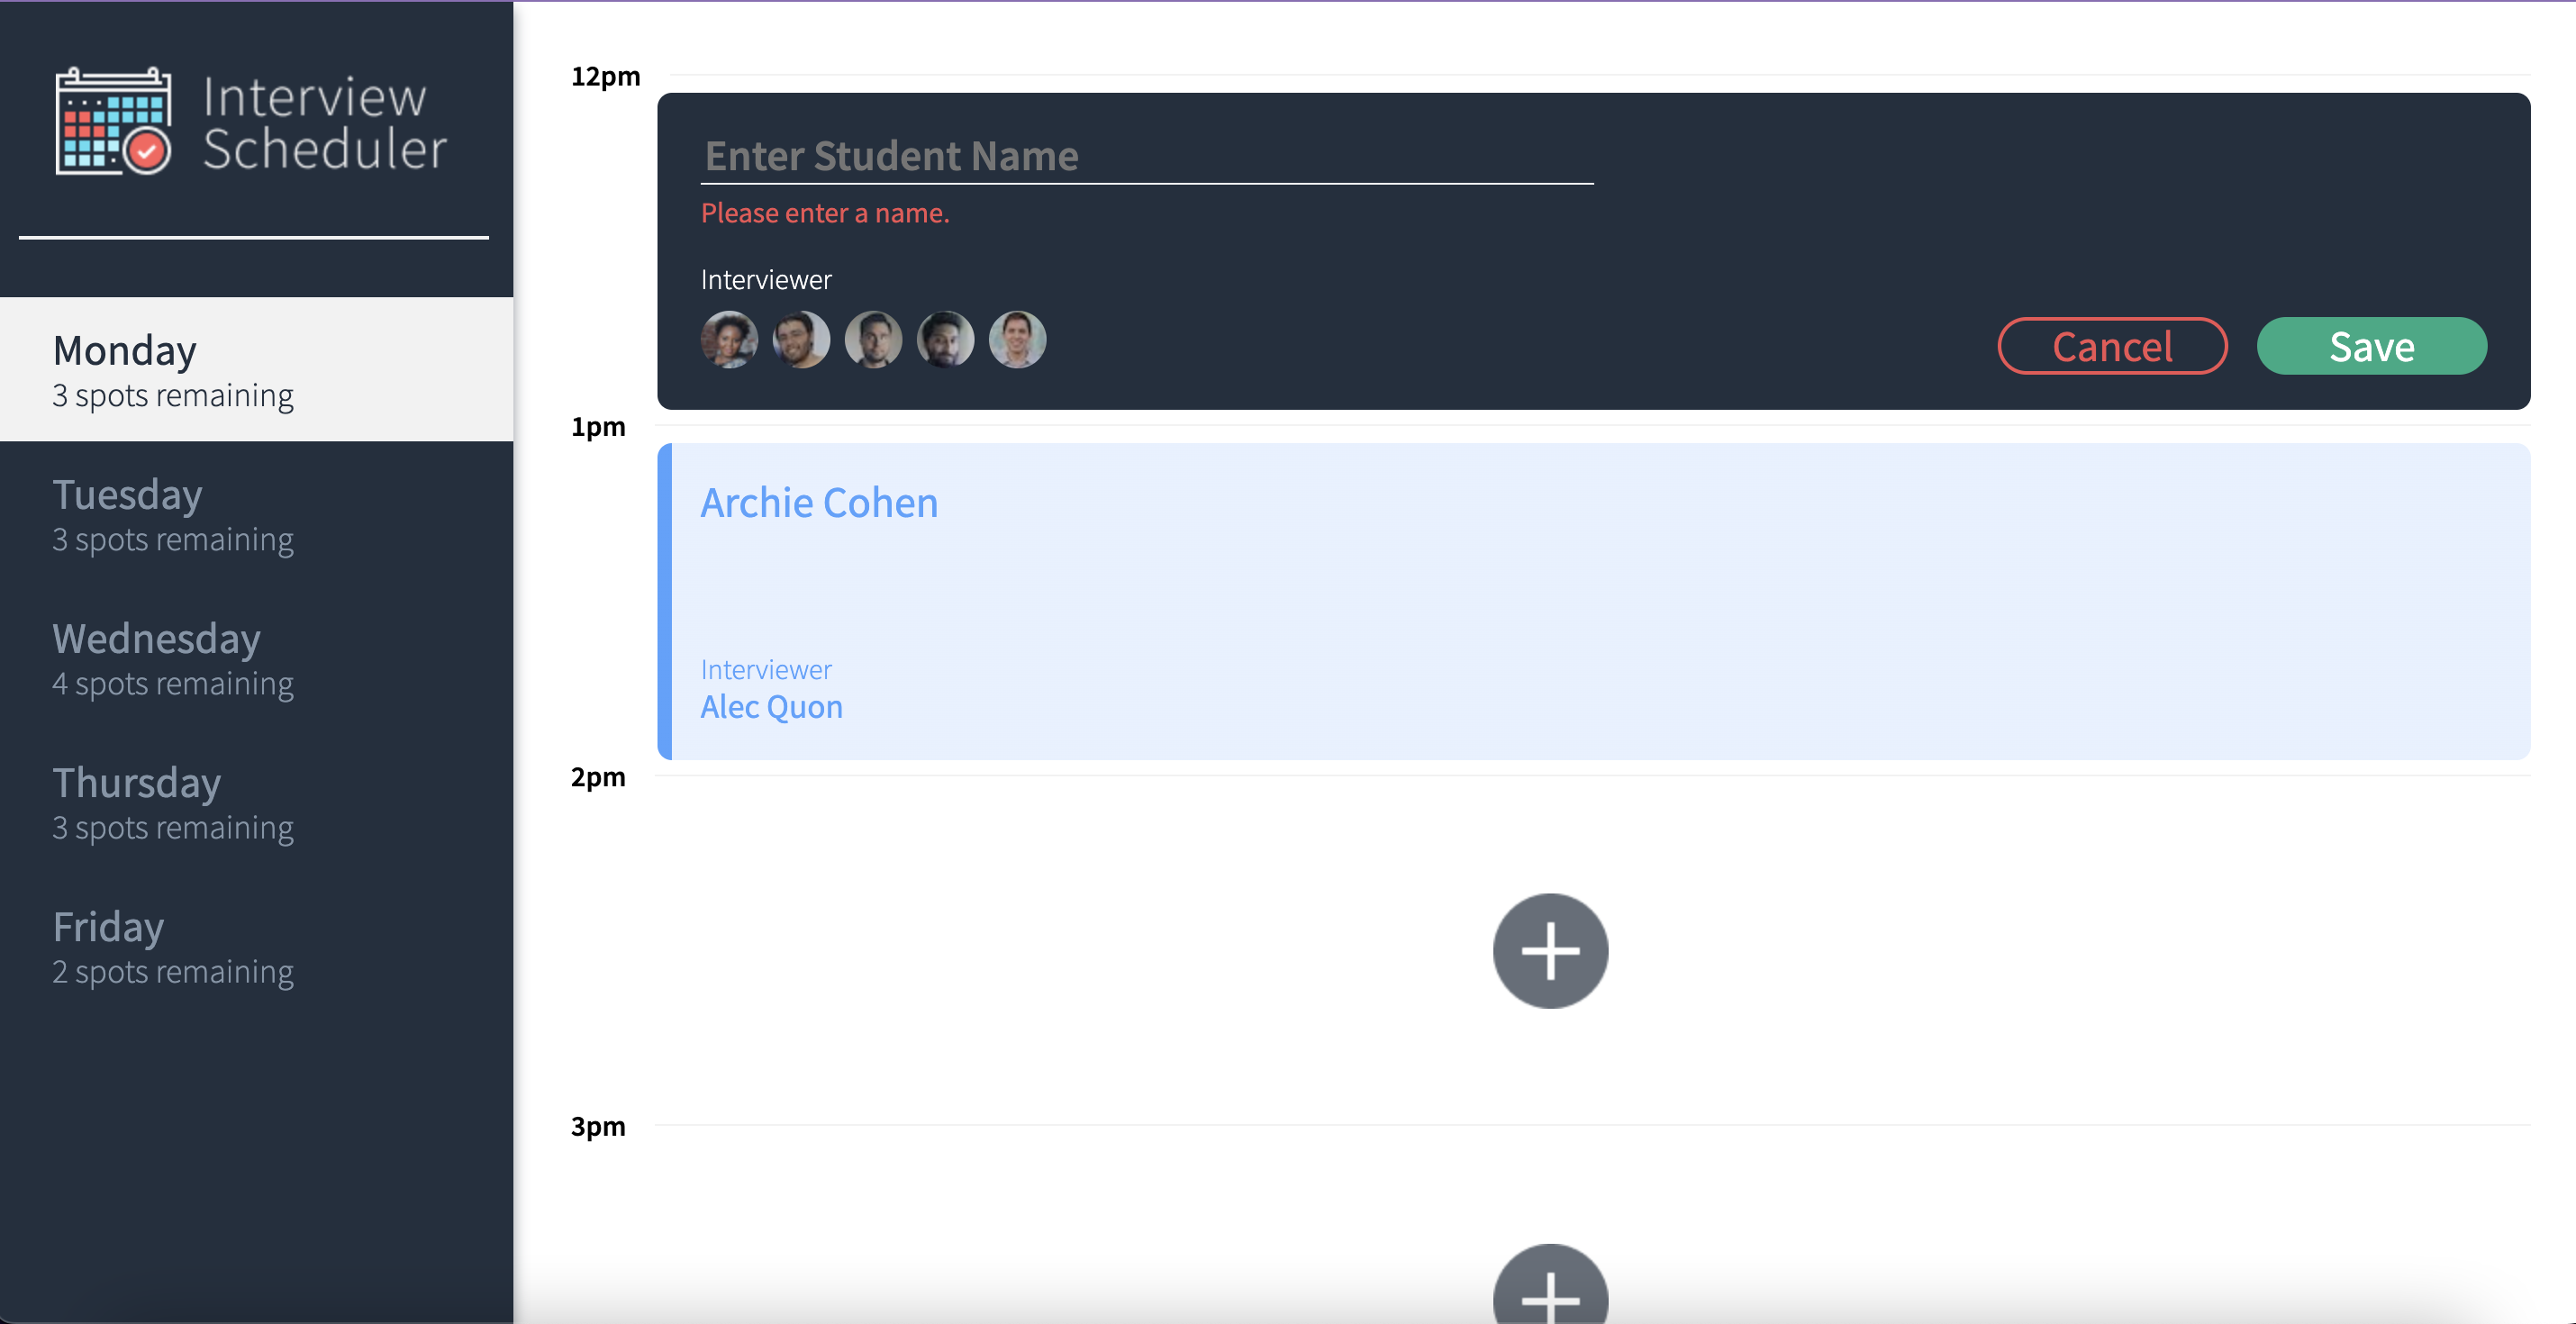 Interview
Scheduler
Monday
3 spots remaining
Tuesday
3 spots remaining
Wednesday
4 spots remaining
Thursday
3 spots remaining
Friday
2 spots remaining
12pm
Enter Student Name
Please enter a name.
Interviewer
Cancel
Save
1pm
Archie Cohen
Interviewer
Alec Quon
2pm
3pm